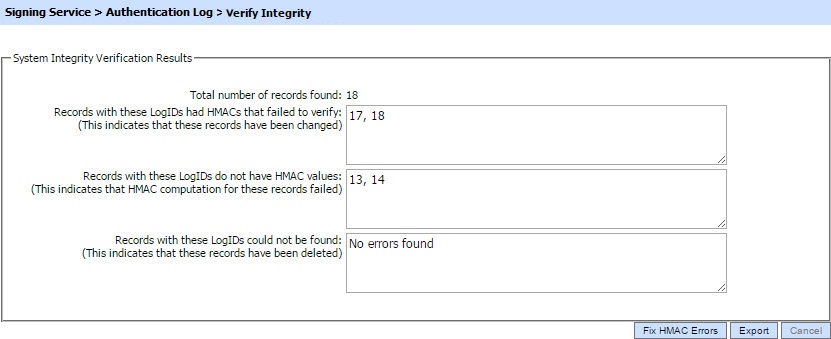 Signing Service > Authentication Log > Verify Integrity
System Integrity Verification Results
Total number of records found: 18
Records with these LogIDs had HMACs that failed to verify: 17, 18
(This indicates that these records have been changed)
Records with these LogIDs do not have HMAC values: 13, 14
(This indicates that HMAC computation for these records failed)
Records with these LogIDs could not be found: No errors found
(This indicates that these records have been deleted)
Fix HMAC Errors Export Cancel